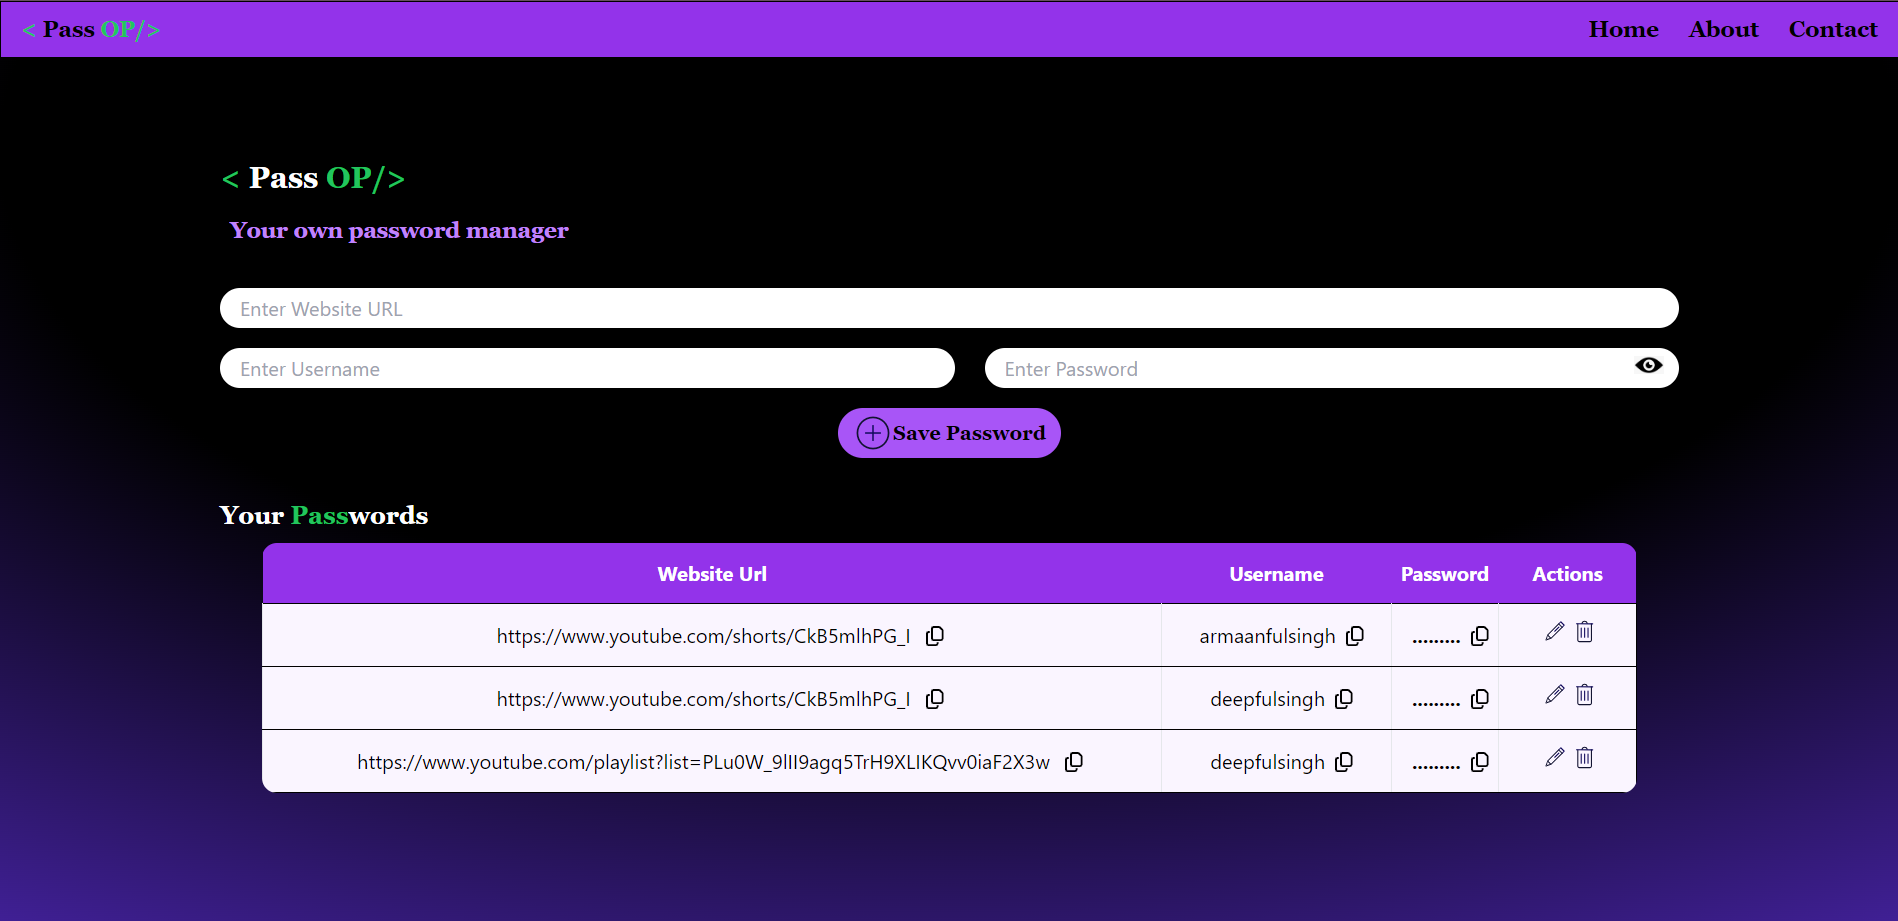 < Pass OP/>
Home About Contact
< Pass OP/>
Your own password manager
Enter Website URL
Enter Username Enter Password
Save Password
Your Passwords
Website Url Username Password Actions
https://www.youtube.com/shorts/CkB5mlhPG_I armaanfulsingh .........
https://www.youtube.com/shorts/CkB5mlhPG_I deepfulsingh .........
https://www.youtube.com/playlist?list=PLu0W_9lII9agq5TrH9XLIKQvv0iaF2X3w deepfulsingh .........